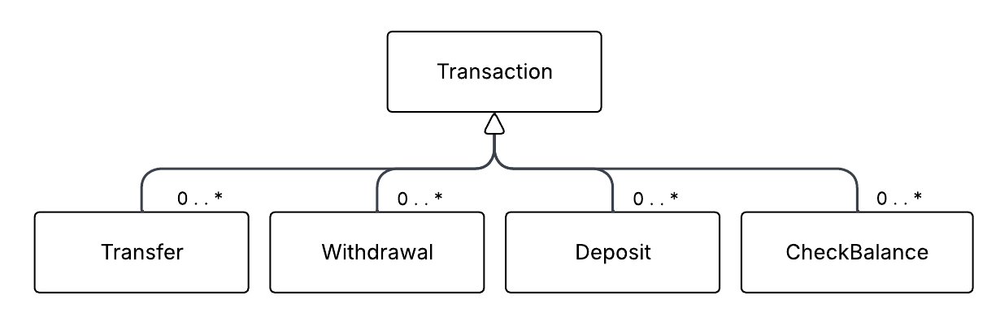 Transaction
0..*
0..*
0..*
0..*
Transfer
Withdrawal
Deposit
CheckBalance